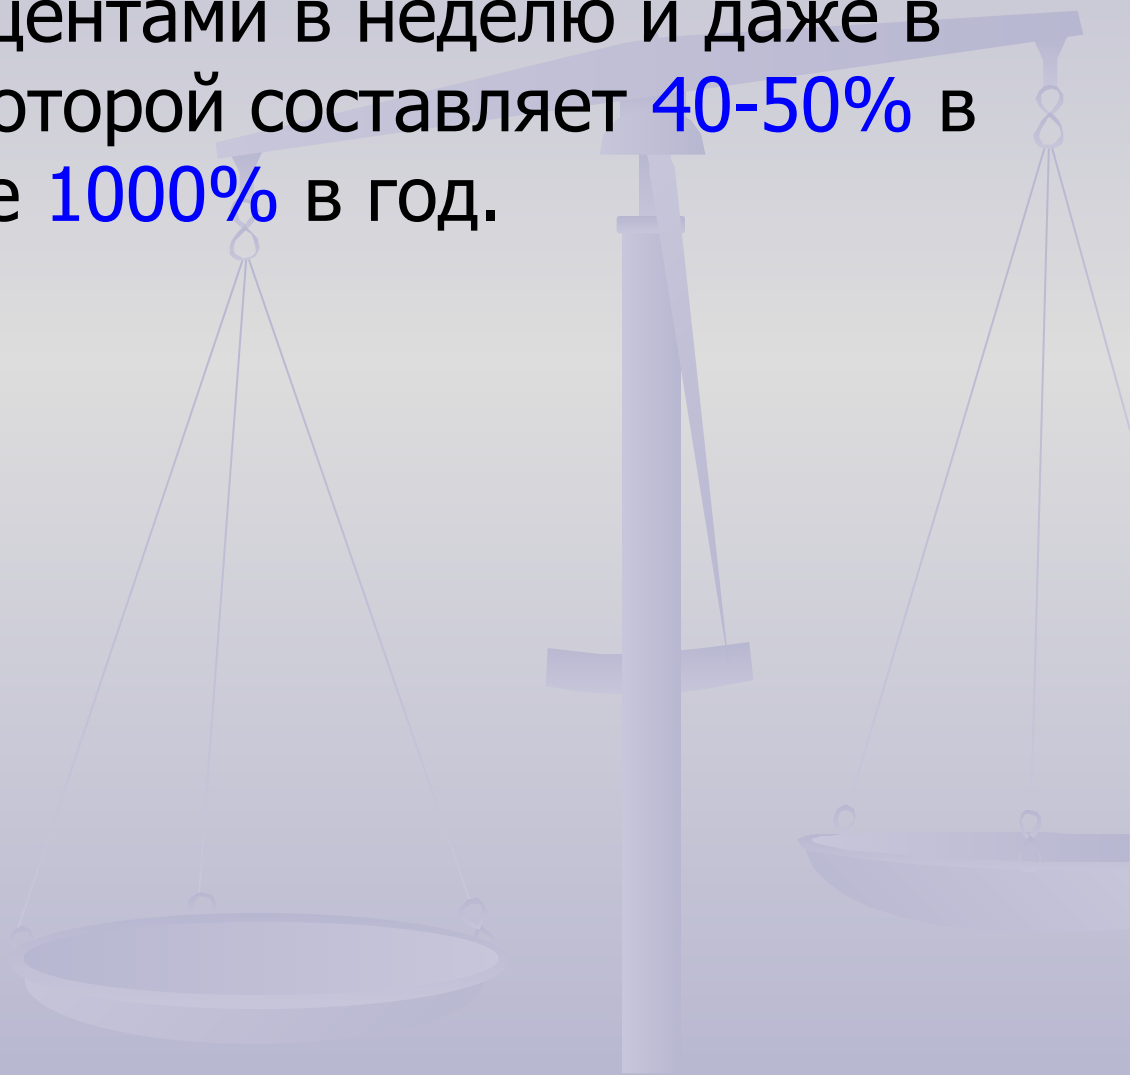 центами в неделю и даже в
оторой составляет 40-50% в
е 1000% в год.